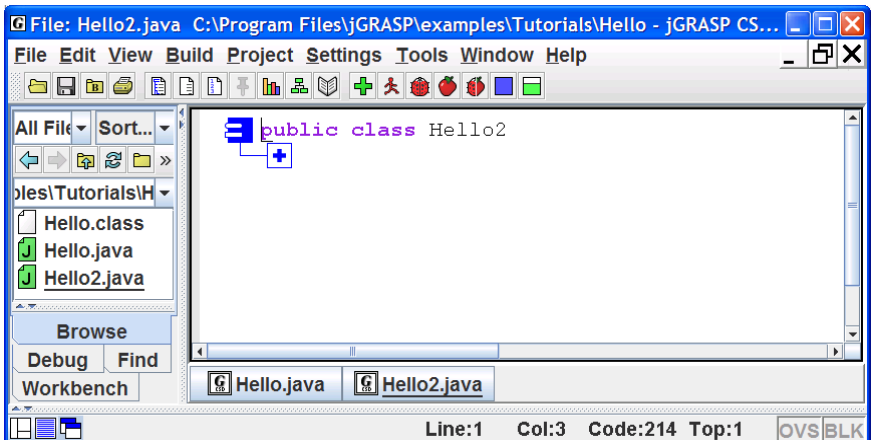 File: Hello2.java  C:\Program Files\jGRASP\examples\Tutorials\Hello - jGRASP CS...
File Edit View Build Project Settings Tools Window Help
All File Sort...
»
ples\Tutorials\H
Hello.class
Hello.java
Hello2.java
Browse
Debug Find
Workbench
public class Hello2
Hello.java Hello2.java
Line:1 Col:3 Code:214 Top:1 OVS BLK